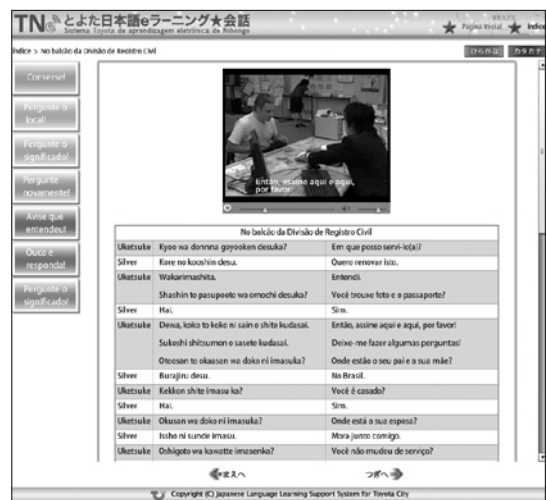 TN とよた日本語eラーニング★会話
Sistema Toyota de aprendizagem eletrônica de Nihongo
Página Inicial
Índice
Índice > No balcão da Divisão de Registro Civil
ひらがな
カタカナ
Converse!
Pergunte o local!
Pergunte o significado!
Pergunte novamente!
Avise que entendeu!
Ouca e responda!
Pergunte o significado!
Então, assine aqui e aqui,
por favor!
No balcão da Divisão de Registro Civil
Uketsuke Kyoo wa donnna goyooken desuka? Em que posso servi-lo(a)?
Silver Kore no kooshin desu. Quero renovar isto.
Uketsuke Wakarimashita. Entendi.
Shashin to pasupooto wa omochi desuka? Você trouxe foto e o passaporte?
Silver Hai. Sim.
Uketsuke Dewa, koko to koko ni sain o shite kudasai. Então, assine aqui e aqui, por favor!
Sukoshi shitsumon o sasete kudasai. Deixe-me fazer algumas perguntas!
Otoosan to okaasan wa doko ni imasuka? Onde estão o seu pai e a sua mãe?
Silver Burajiru desu. No Brasil.
Uketsuke Kekkon shite imasu ka? Você é casado?
Silver Hai. Sim.
Uketsuke Okusan wa doko ni imasuka? Onde está a sua esposa?
Silver Issho ni sunde imasu. Mora junto comigo.
Uketsuke Oshigoto wa kawatte imasenka? Você não mudou de serviço?
まえへ
つぎへ
Copyright (C) Japanese Language Learning Support System for Toyota City